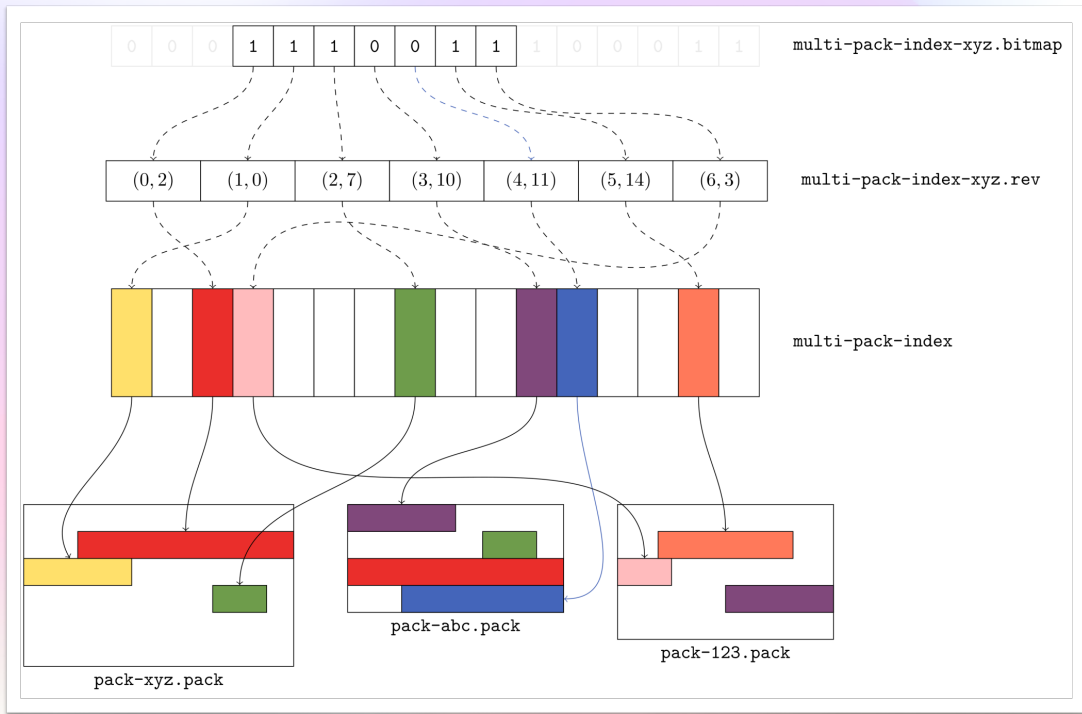 0 0 0 1 1 1 0 0 1 1 1 0 0 0 1 1 multi-pack-index-xyz.bitmap
(0, 2) (1, 0) (2, 7) (3, 10) (4, 11) (5, 14) (6, 3) multi-pack-index-xyz.rev
multi-pack-index
pack-abc.pack
pack-123.pack
pack-xyz.pack